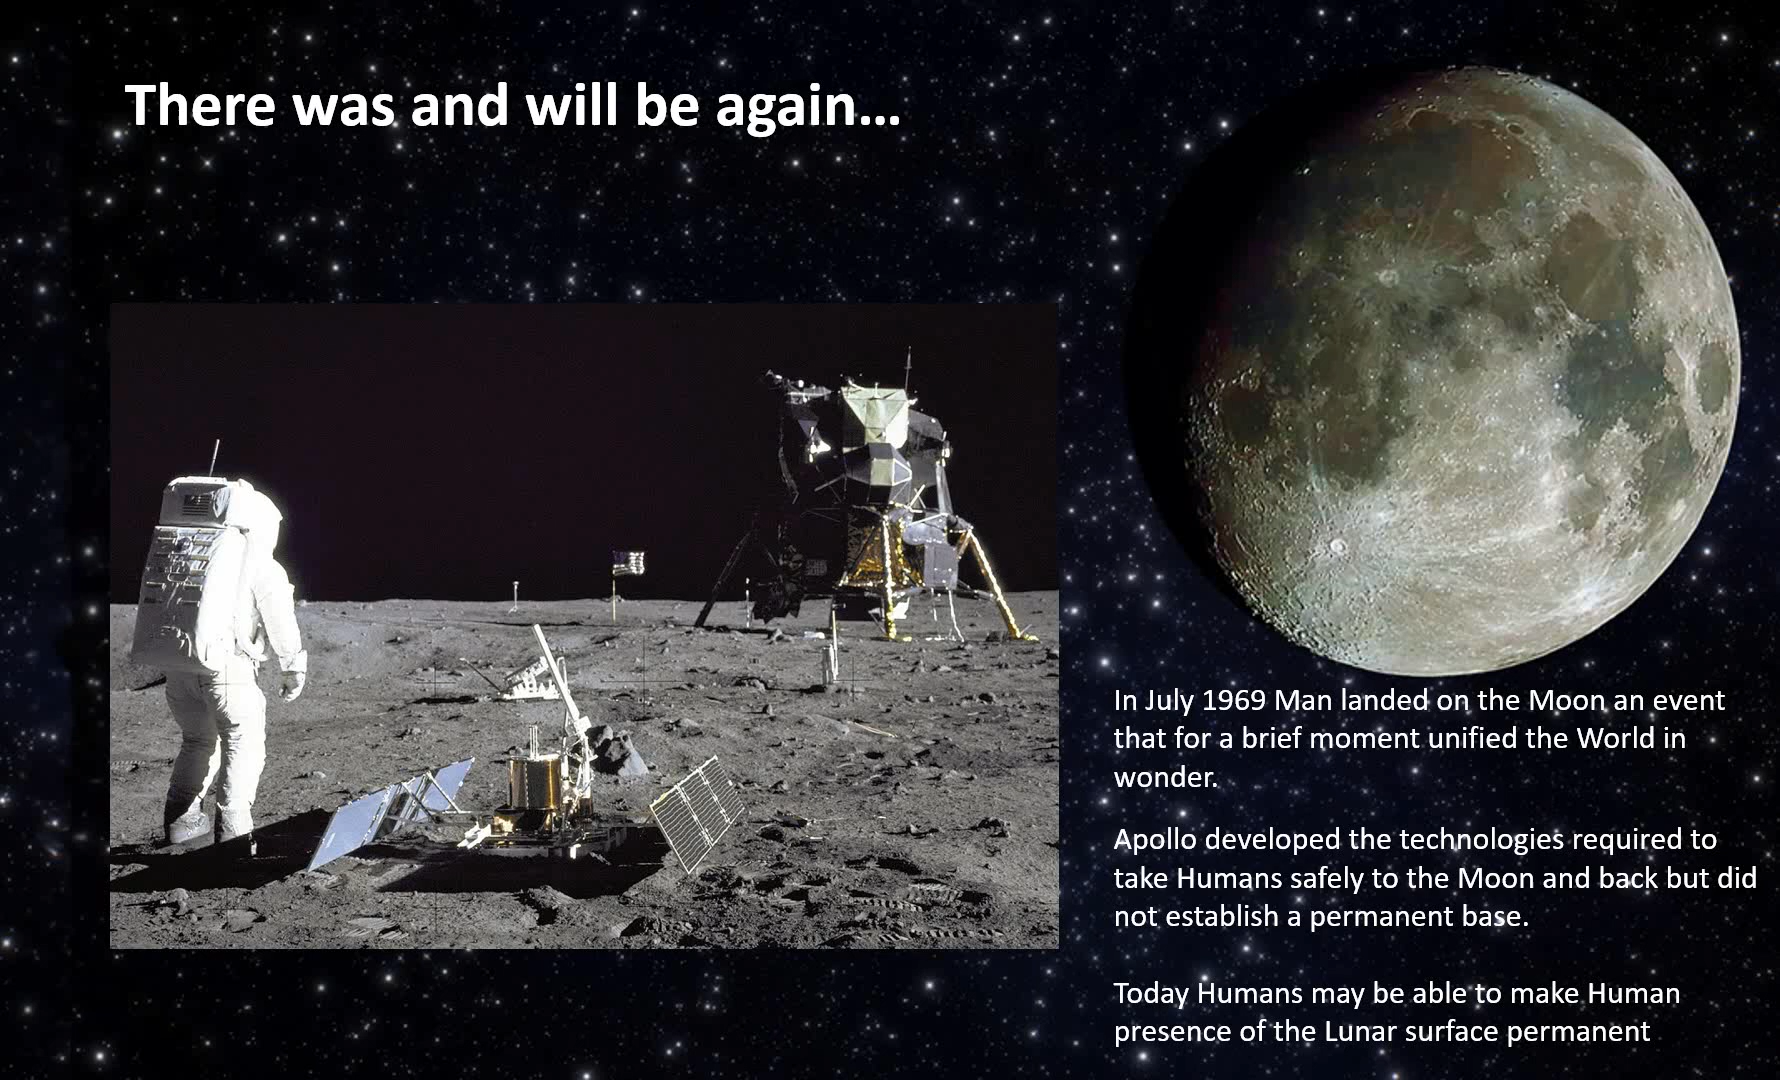 There was and will be again...
In July 1969 Man landed on the Moon an event
that for a brief moment unified the World in
wonder.
Apollo developed the technologies required to
take Humans safely to the Moon and back but did
not establish a permanent base.
Today Humans may be able to make Human
presence of the Lunar surface permanent